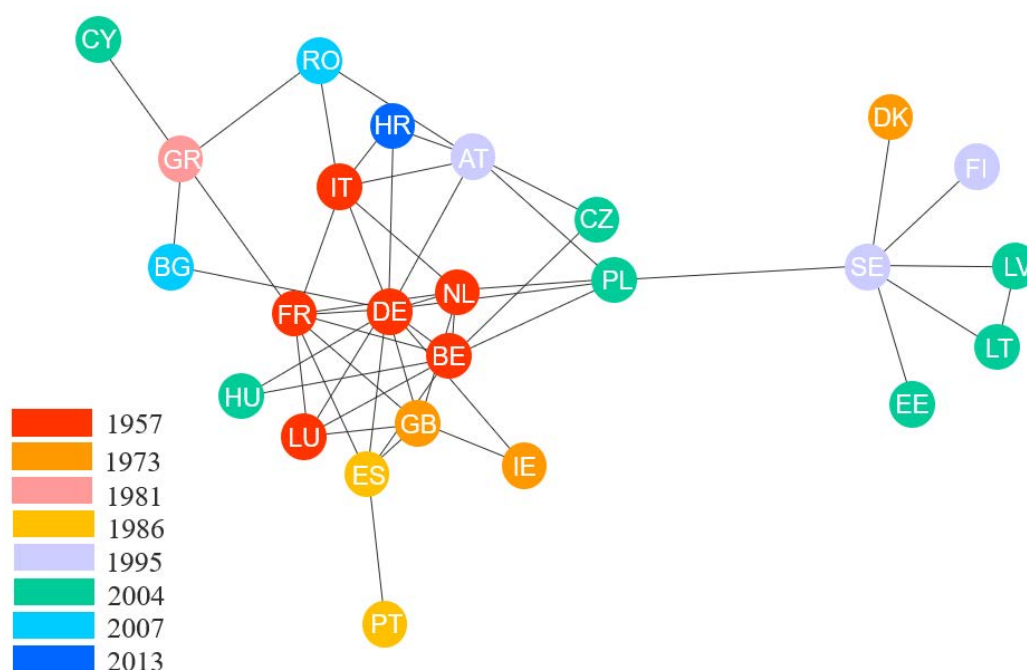 CY
RO
HR
DK
GR
AT
FI
IT
CZ
BG
SE
LV
PL
NL
FR
DE
LT
BE
HU
EE
LU
GB
IE
ES
PT
1957
1973
1981
1986
1995
2004
2007
2013